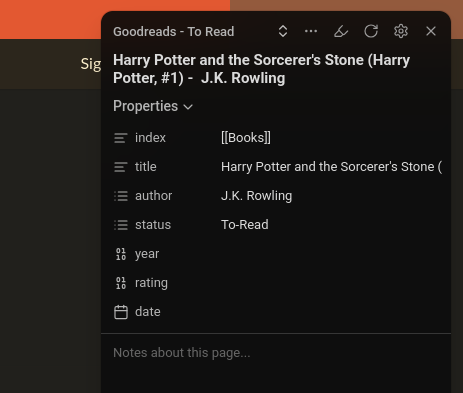 Goodreads - To Read
Sig
Harry Potter and the Sorcerer's Stone (Harry
Potter, #1) - J.K. Rowling
Properties
index [[Books]]
title Harry Potter and the Sorcerer's Stone (
author J.K. Rowling
status To-Read
year
rating
date
Notes about this page...